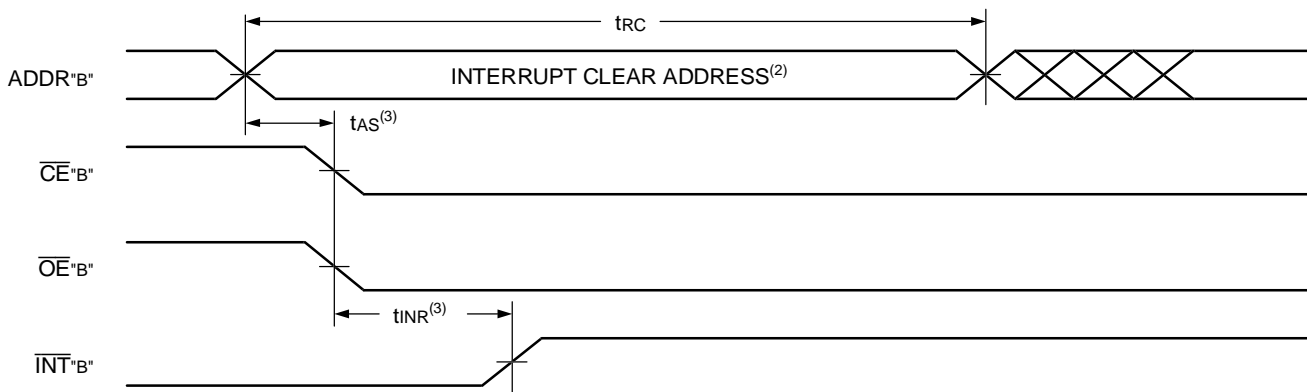 tRC
ADDR"B"
INTERRUPT CLEAR ADDRESS(2)
tAS(3)
CE"B"
OE"B"
tINR(3)
INT"B"